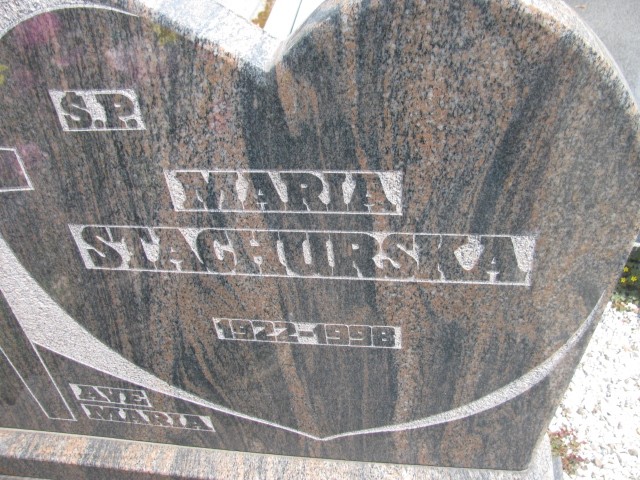 Ś.P.
MARIA
STACHURSKA
1922-1998
AVE
MARIA